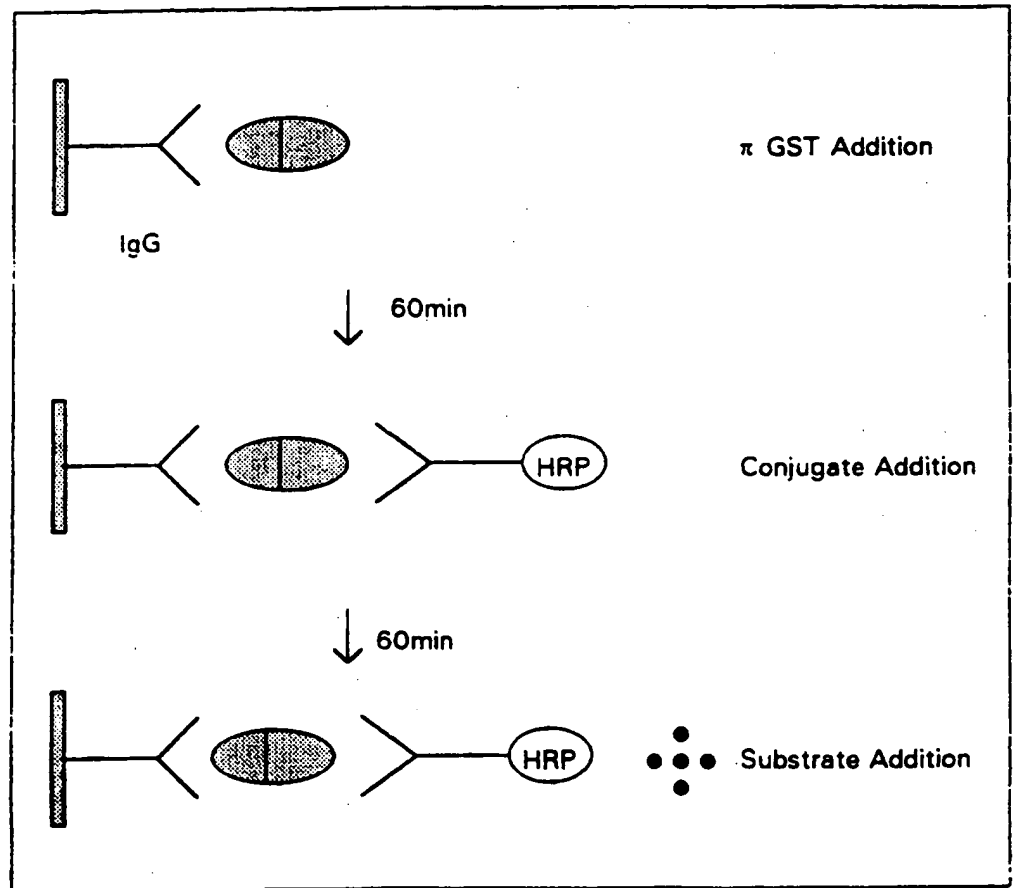 π GST Addition
IgG
60min
HRP
Conjugate Addition
60min
HRP
Substrate Addition